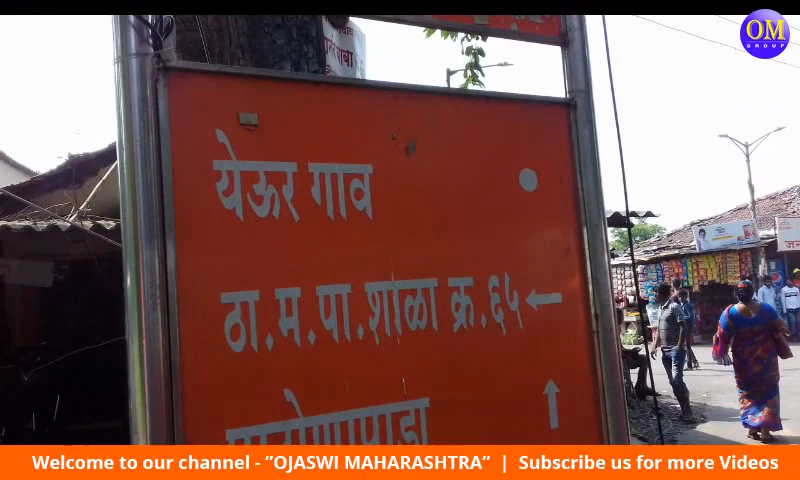 OM
GROUP
येऊर गाव
ठा.म.पा.शाळा क्र.६५
Welcome to our channel - ”OJASWI MAHARASHTRA” | Subscribe us for more Videos